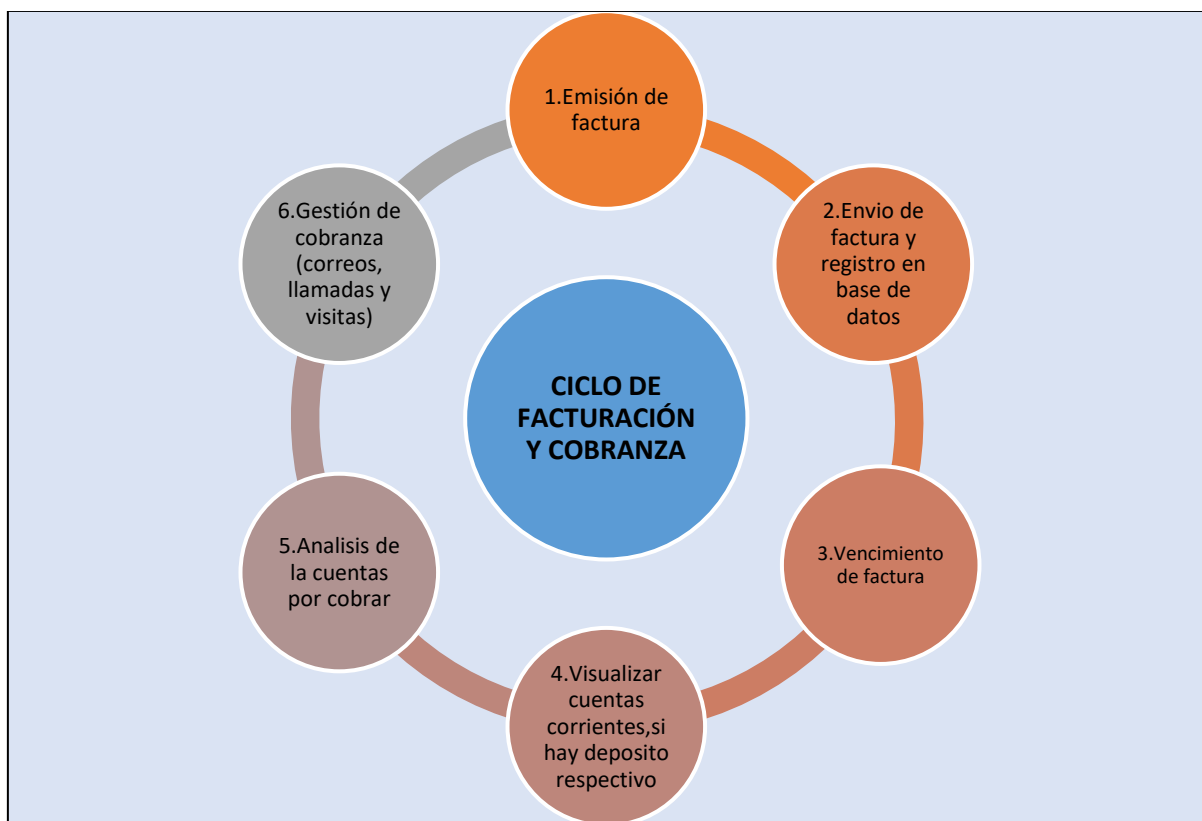 1.Emisión de
factura
2.Envio de
factura y
registro en
base de
datos
3.Vencimiento
de factura
4.Visualizar
cuentas
corrientes,si
hay deposito
respectivo
5.Analisis de
la cuentas
por cobrar
6.Gestión de
cobranza
(correos,
llamadas y
visitas)
CICLO DE
FACTURACIÓN
Y COBRANZA